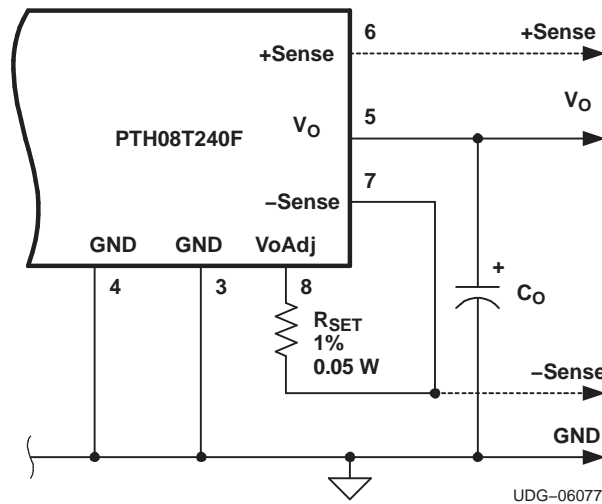 6
+Sense
+Sense
5
VO
VO
PTH08T240F
7
–Sense
GND
GND
VoAdj
4
3
8
+
CO
RSET
1%
0.05 W
–Sense
GND
UDG–06077